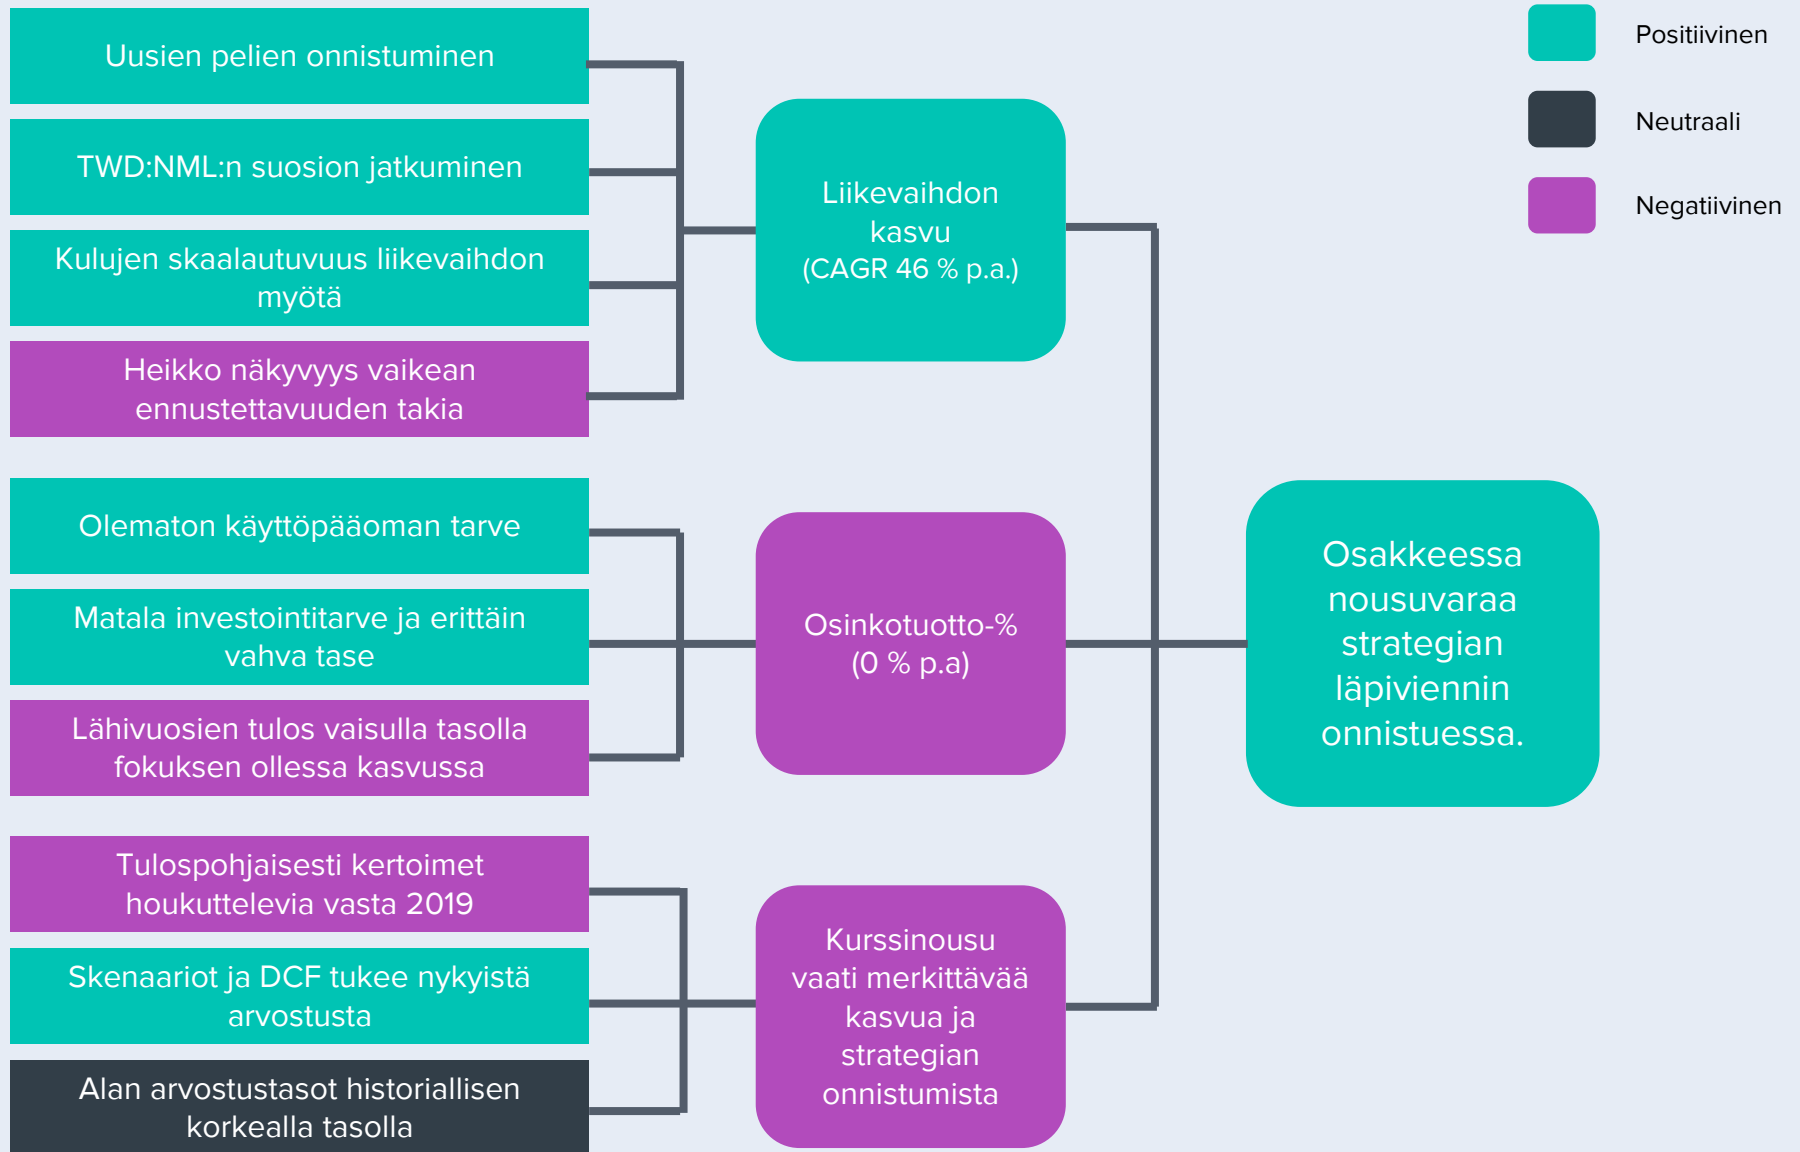 Uusien pelien onnistuminen
TWD:NML:n suosion jatkuminen
Kulujen skaalautuvuus liikevaihdon
myötä
Heikko näkyvyys vaikean
ennustettavuuden takia
Olematon käyttöpääoman tarve
Matala investointitarve ja erittäin
vahva tase
Lähivuosien tulos vaisulla tasolla
fokuksen ollessa kasvussa
Tulospohjaisesti kertoimet
houkuttelevia vasta 2019
Skenaariot ja DCF tukee nykyistä
arvostusta
Alan arvostustasot historiallisen
korkealla tasolla
Liikevaihdon
kasvu
(CAGR 46 % p.a.)
Osinkotuotto-%
(0 % p.a)
Kurssinousu
vaati merkittävää
kasvua ja
strategian
onnistumista
Osakkeessa
nousuvaraa
strategian
läpiviennin
onnistuessa.
Positiivinen
Neutraali
Negatiivinen